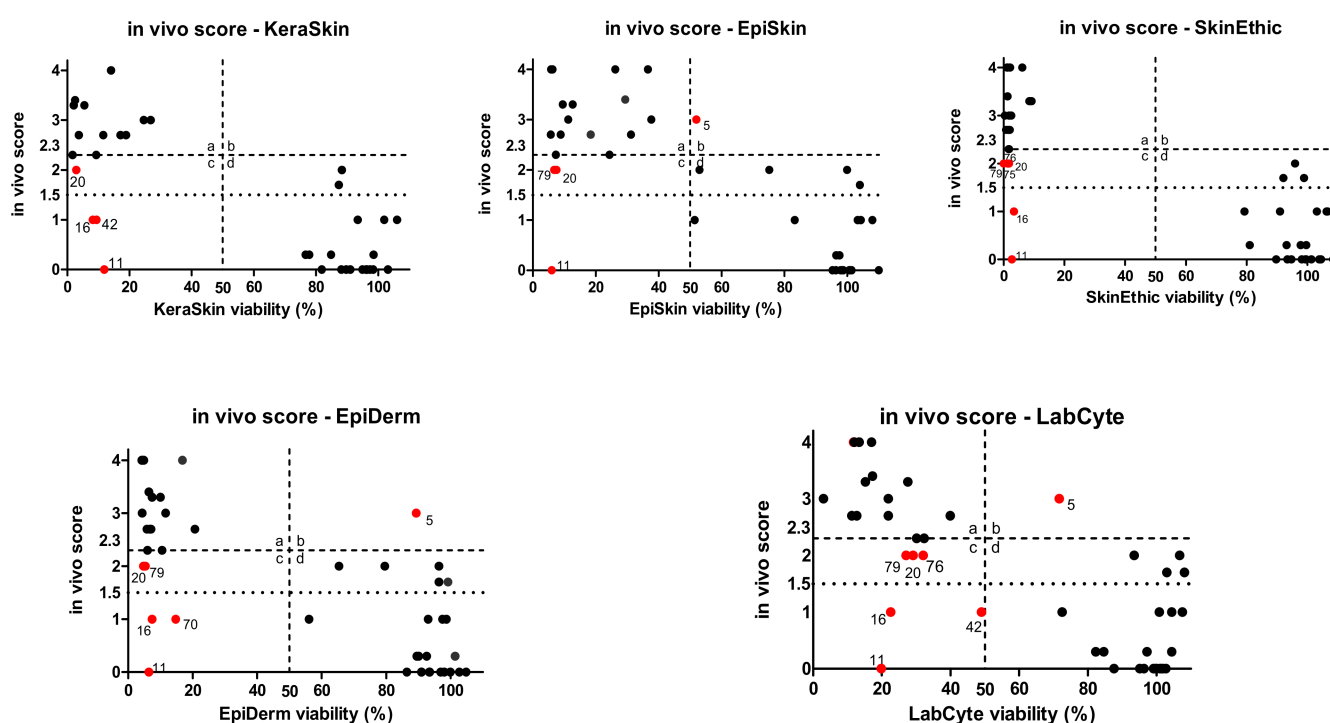 in vivo score - KeraSkin
in vivo score
4
3
2.3
2
1.5
1
0
a b
c d
20
16 42
11
0 20 40 50 60 80 100
KeraSkin viability (%)
in vivo score - EpiSkin
in vivo score
4
3
2.3
2
1.5
1
0
5
a b
c d
79 20
11
0 20 40 50 60 80 100
EpiSkin viability (%)
in vivo score - SkinEthic
in vivo score
4
3
2.3
2
1.5
1
0
a b
c d
76
79 75 20
16
11
0 20 40 50 60 80 100
SkinEthic viability (%)
in vivo score - EpiDerm
in vivo score
4
3
2.3
2
1.5
1
0
5
a b
c d
20 79
16 70
11
0 20 40 50 60 80 100
EpiDerm viability (%)
in vivo score - LabCyte
in vivo score
4
3
2.3
2
1.5
1
0
5
a b
c d
79 20 76
16
42
11
0 20 40 50 60 80 100
LabCyte viability (%)